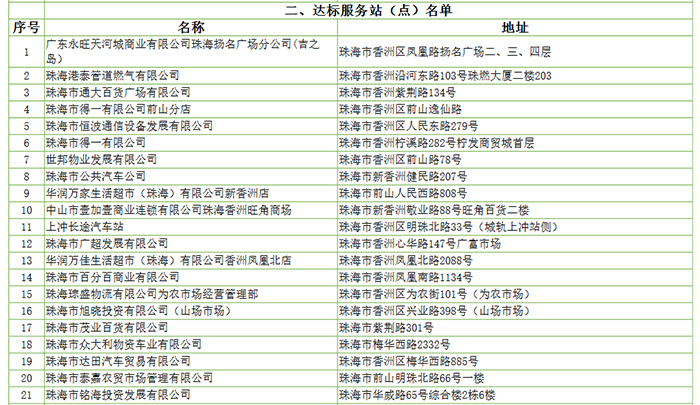 二、达标服务站（点）名单
序号 名称 地址
1 广东永旺天河城商业有限公司珠海扬名广场分公司(吉之
岛） 珠海市香洲区凤凰路扬名广场二、三、四层
2 珠海港泰管道燃气有限公司 珠海市香洲沿河东路103号珠燃大厦二楼203
3 珠海市通大百货广场有限公司 珠海市香洲紫荆路134号
4 珠海市得一有限公司前山分店 珠海市香洲区前山逸仙路
5 珠海市恒波通信设备发展有限公司 珠海市香洲区人民东路279号
6 珠海市得一有限公司 珠海市香洲柠溪路282号柠发商贸城首层
7 世邦物业发展有限公司 珠海市香洲区前山路78号
8 珠海市公共汽车公司 珠海市新香洲健民路207号
9 华润万家生活超市（珠海）有限公司新香洲店 珠海市前山人民西路808号
10 中山市壹加壹商业连锁有限公司珠海香洲旺角商场 珠海市新香洲敬业路88号旺角百货二楼
11 上冲长途汽车站 珠海市香洲区明珠北路33号（城轨上冲站侧）
12 珠海市广超发展有限公司 珠海市香洲心华路147号广富市场
13 华润万佳生活超市（珠海）有限公司香洲凤凰北店 珠海市香洲凤凰北路2088号
14 珠海市百分百商业有限公司 珠海市香洲凤凰南路1134号
15 珠海琮盛物流有限公司为农市场经营管理部 珠海市香洲区为农街101号（为农市场）
16 珠海市旭晓投资有限公司（山场市场） 珠海市香洲区兴业路398号（山场市场）
17 珠海市茂业百货有限公司 珠海市紫荆路301号
18 珠海市众大利物资车业有限公司 珠海市梅华西路2332号
19 珠海市达田汽车贸易有限公司 珠海市香洲区梅华西路885号
20 珠海市泰嘉农贸市场管理有限公司 珠海市前山明珠北路66号一楼
21 珠海市铭海投资发展有限公司 珠海市华威路65号综合楼2栋6楼